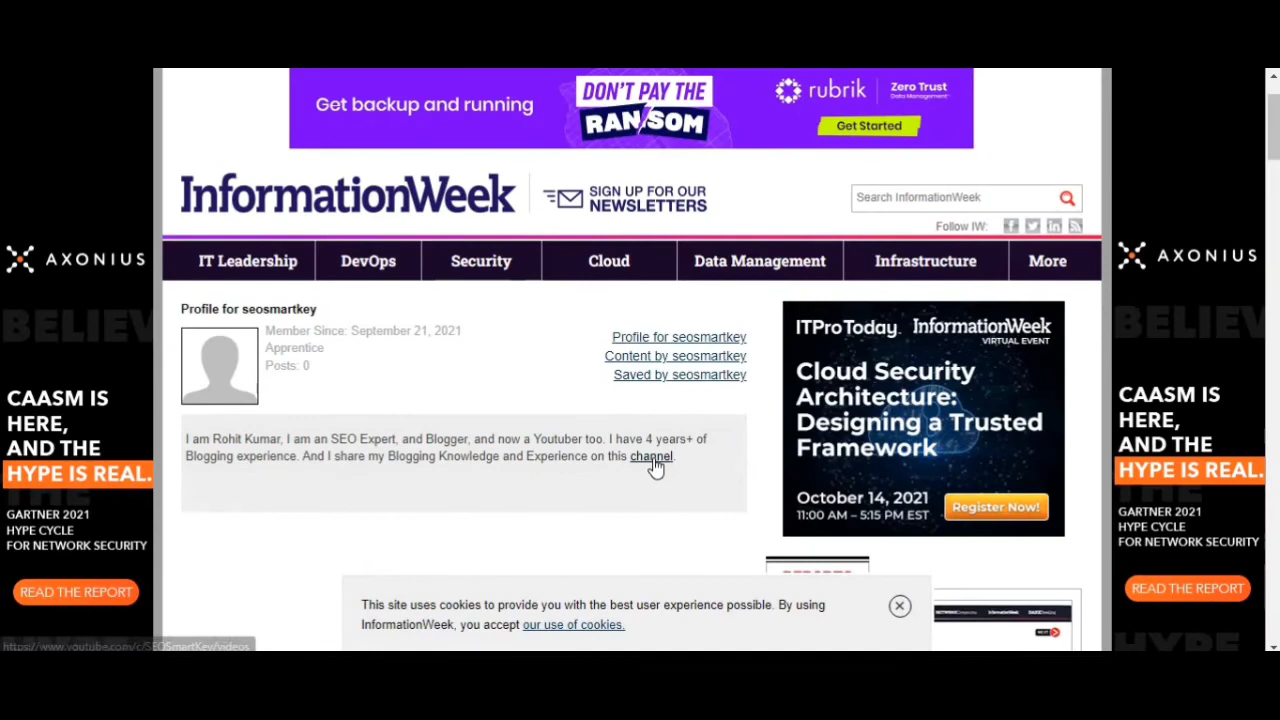 Get backup and running
DON'T PAY THE
RANSOM
rubrik
Zero Trust
Data Management
Get Started
InformationWeek
SIGN UP FOR OUR
NEWSLETTERS
Search InformationWeek
Follow IW:
IT Leadership DevOps Security Cloud Data Management Infrastructure More
AXONIUS
CAASM IS
HERE,
AND THE
HYPE IS REAL.
GARTNER 2021
HYPE CYCLE
FOR NETWORK SECURITY
READ THE REPORT
Profile for seosmartkey
Member Since: September 21, 2021
Apprentice
Posts: 0
Profile for seosmartkey
Content by seosmartkey
Saved by seosmartkey
I am Rohit Kumar, I am an SEO Expert, and Blogger, and now a Youtuber too. I have 4 years+ of
Blogging experience. And I share my Blogging Knowledge and Experience on this channel.
ITPro Today. InformationWeek
VIRTUAL EVENT
Cloud Security
Architecture:
Designing a Trusted
Framework
October 14, 2021
11:00 AM – 5:15 PM EST
Register Now!
This site uses cookies to provide you with the best user experience possible. By using
InformationWeek, you accept our use of cookies.
https://www.youtube.com/c/SEOSmartKey/videos
AXONIUS
CAASM IS
HERE,
AND THE
HYPE IS REAL.
GARTNER 2021
HYPE CYCLE
FOR NETWORK SECURITY
READ THE REPORT